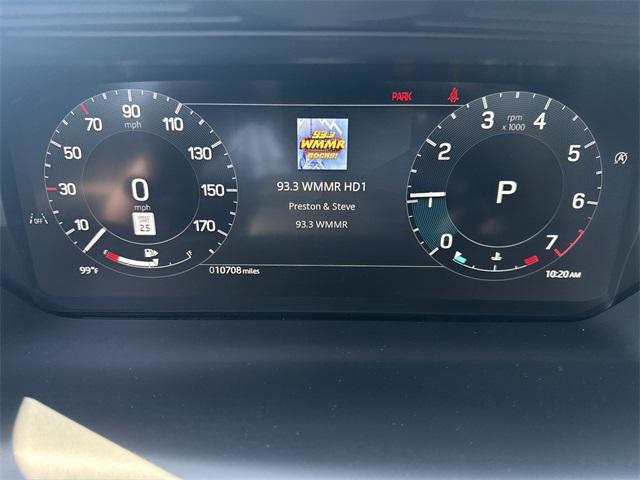 PARK
10
30
50
70
90
110
130
150
170
mph
0
mph
SPEED LIMIT
25
OFF
99°F
010708 miles
93.3
WMMR
ROCKS!
93.3 WMMR HD1
Preston & Steve
93.3 WMMR
0
1
2
3
4
5
6
7
rpm
x 1000
P
10:20 AM